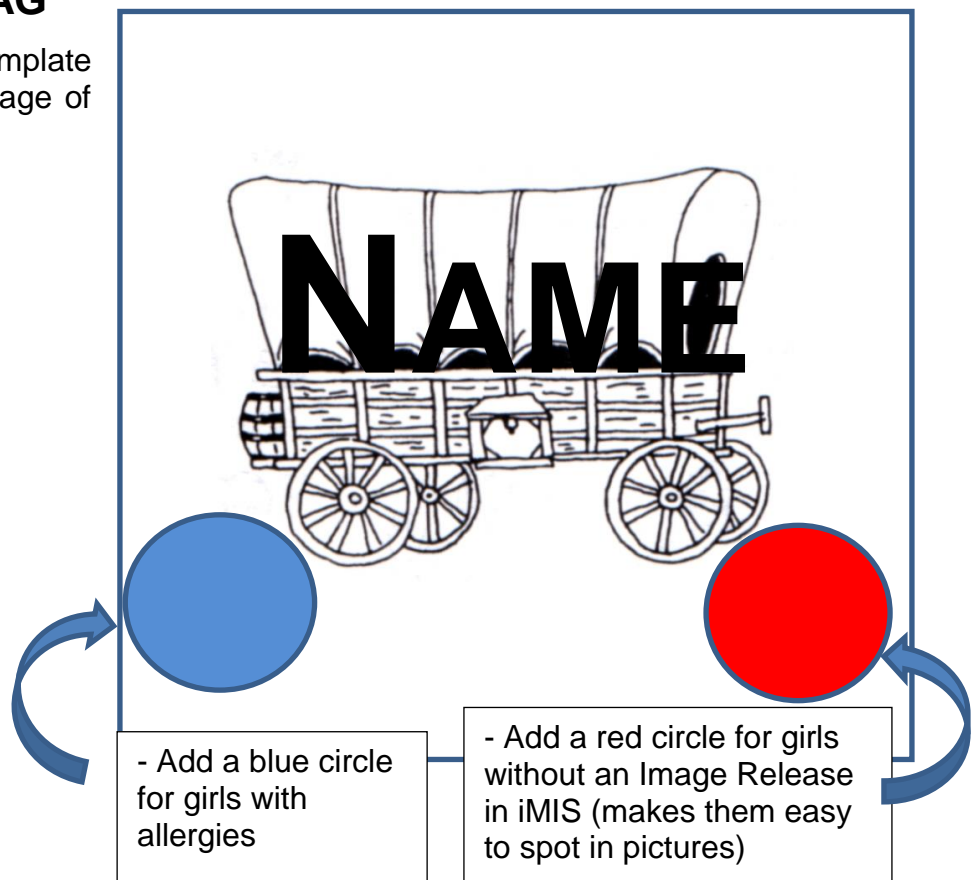 AG
mplate
age of
NAME
- Add a blue circle
for girls with
allergies
- Add a red circle for girls
without an Image Release
in iMIS (makes them easy
to spot in pictures)